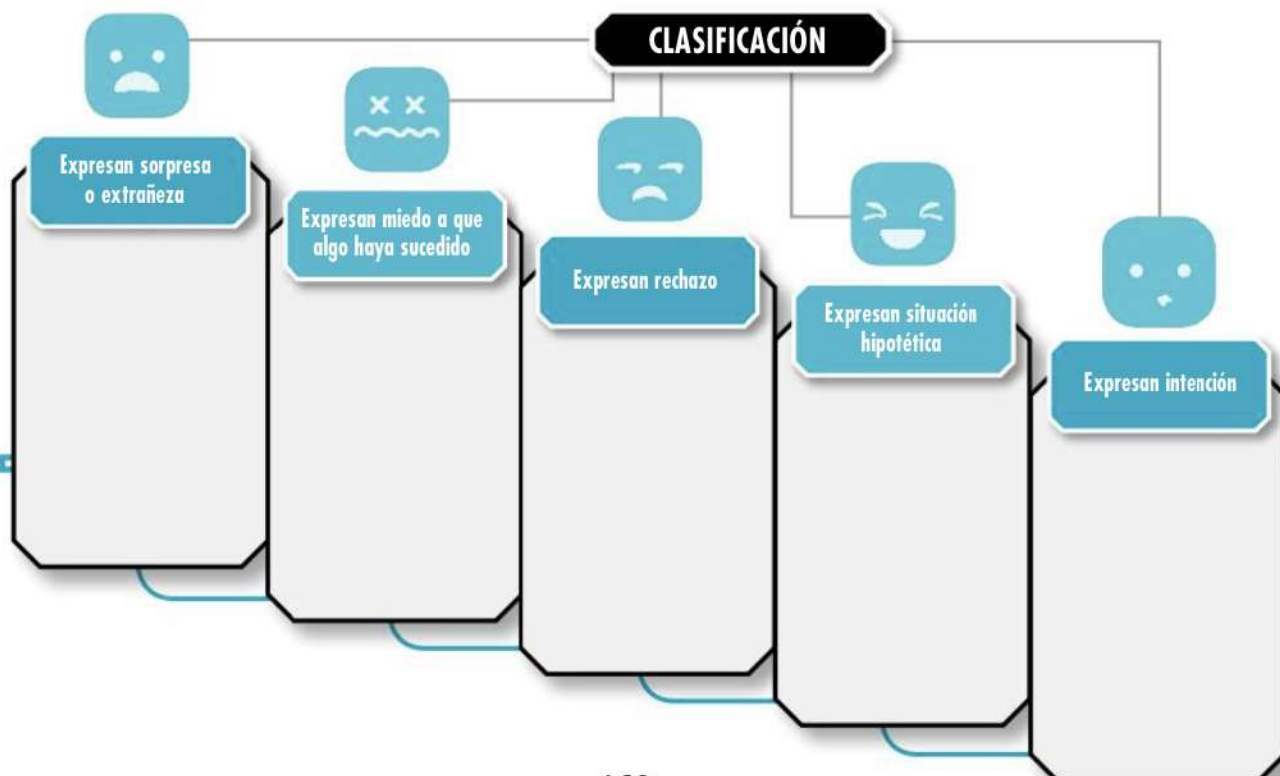 CLASIFICACIÓN
Expresan sorpresa
o extrañeza
Expresan miedo a que
algo haya sucedido
Expresan rechazo
Expresan situación
hipotética
Expresan intención